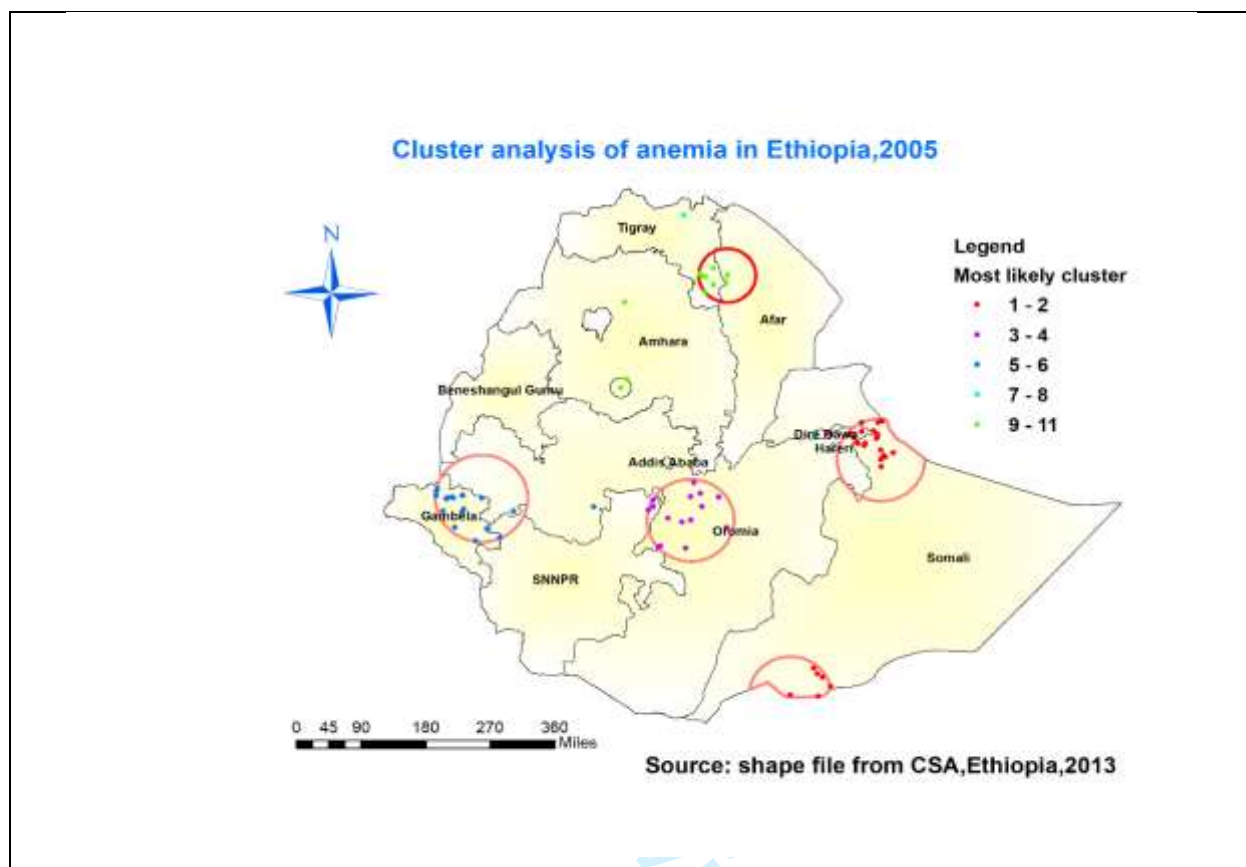 Cluster analysis of anemia in Ethiopia,2005
N
Legend
Most likely cluster
1 - 2
3 - 4
5 - 6
7 - 8
9 - 11
Tigray
Afar
Amhara
Beneshangul Gumu
Dire Dawa
Hareri
Addis Ababa
Gambela
Oromia
Somali
SNNPR
0 45 90 180 270 360
Miles
Source: shape file from CSA,Ethiopia,2013